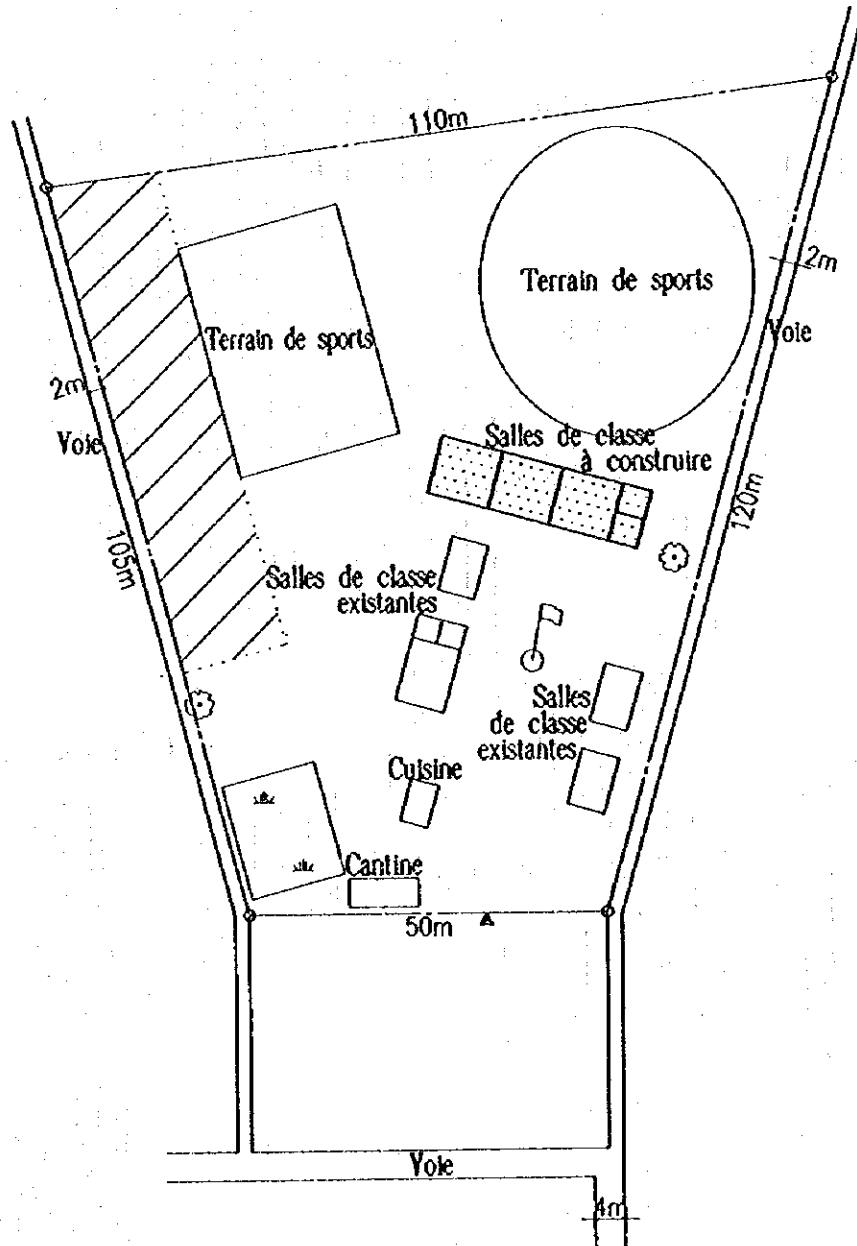 110m
2m
Terrain de sports
Voie
Terrain de sports
2m
Voie
Salles de classe
à construire
120m
105m
Salles de classe
existantes
Salles
de classe
existantes
Cuisine
Cantine
50m
Voie
4m